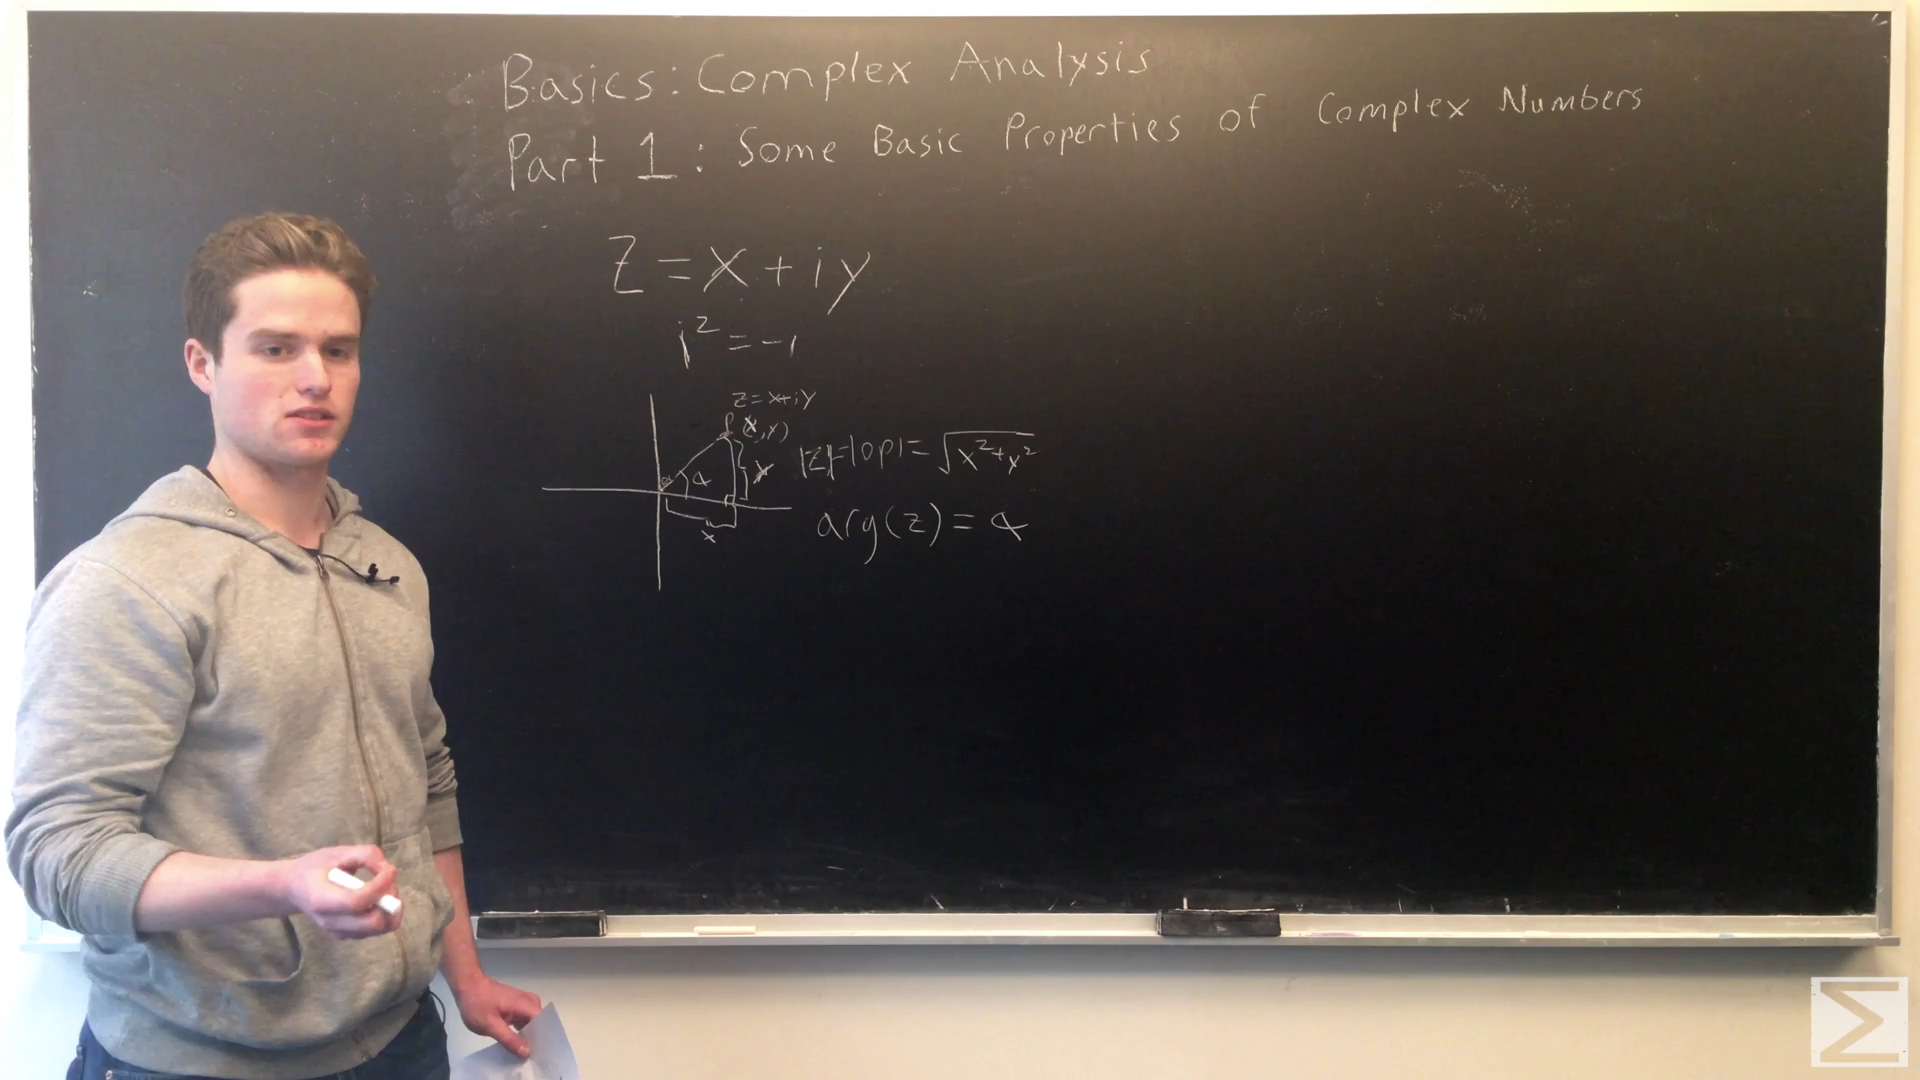 Basics: Complex Analysis
Part 1: Some Basic Properties of Complex Numbers
z = x + iy
i² = -1
z = x+iy
P (x, y)
α
y
|z| = |op| = √x²+y²
x
arg(z) = α
Σ